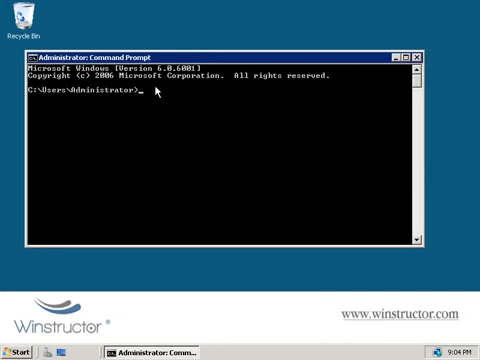 Recycle Bin
Administrator: Command Prompt
Microsoft Windows [Version 6.0.6001]
Copyright (c) 2006 Microsoft Corporation.  All rights reserved.
C:\Users\Administrator>_
Winstructor
www.winstructor.com
Start
Administrator: Comm...
9:04 PM